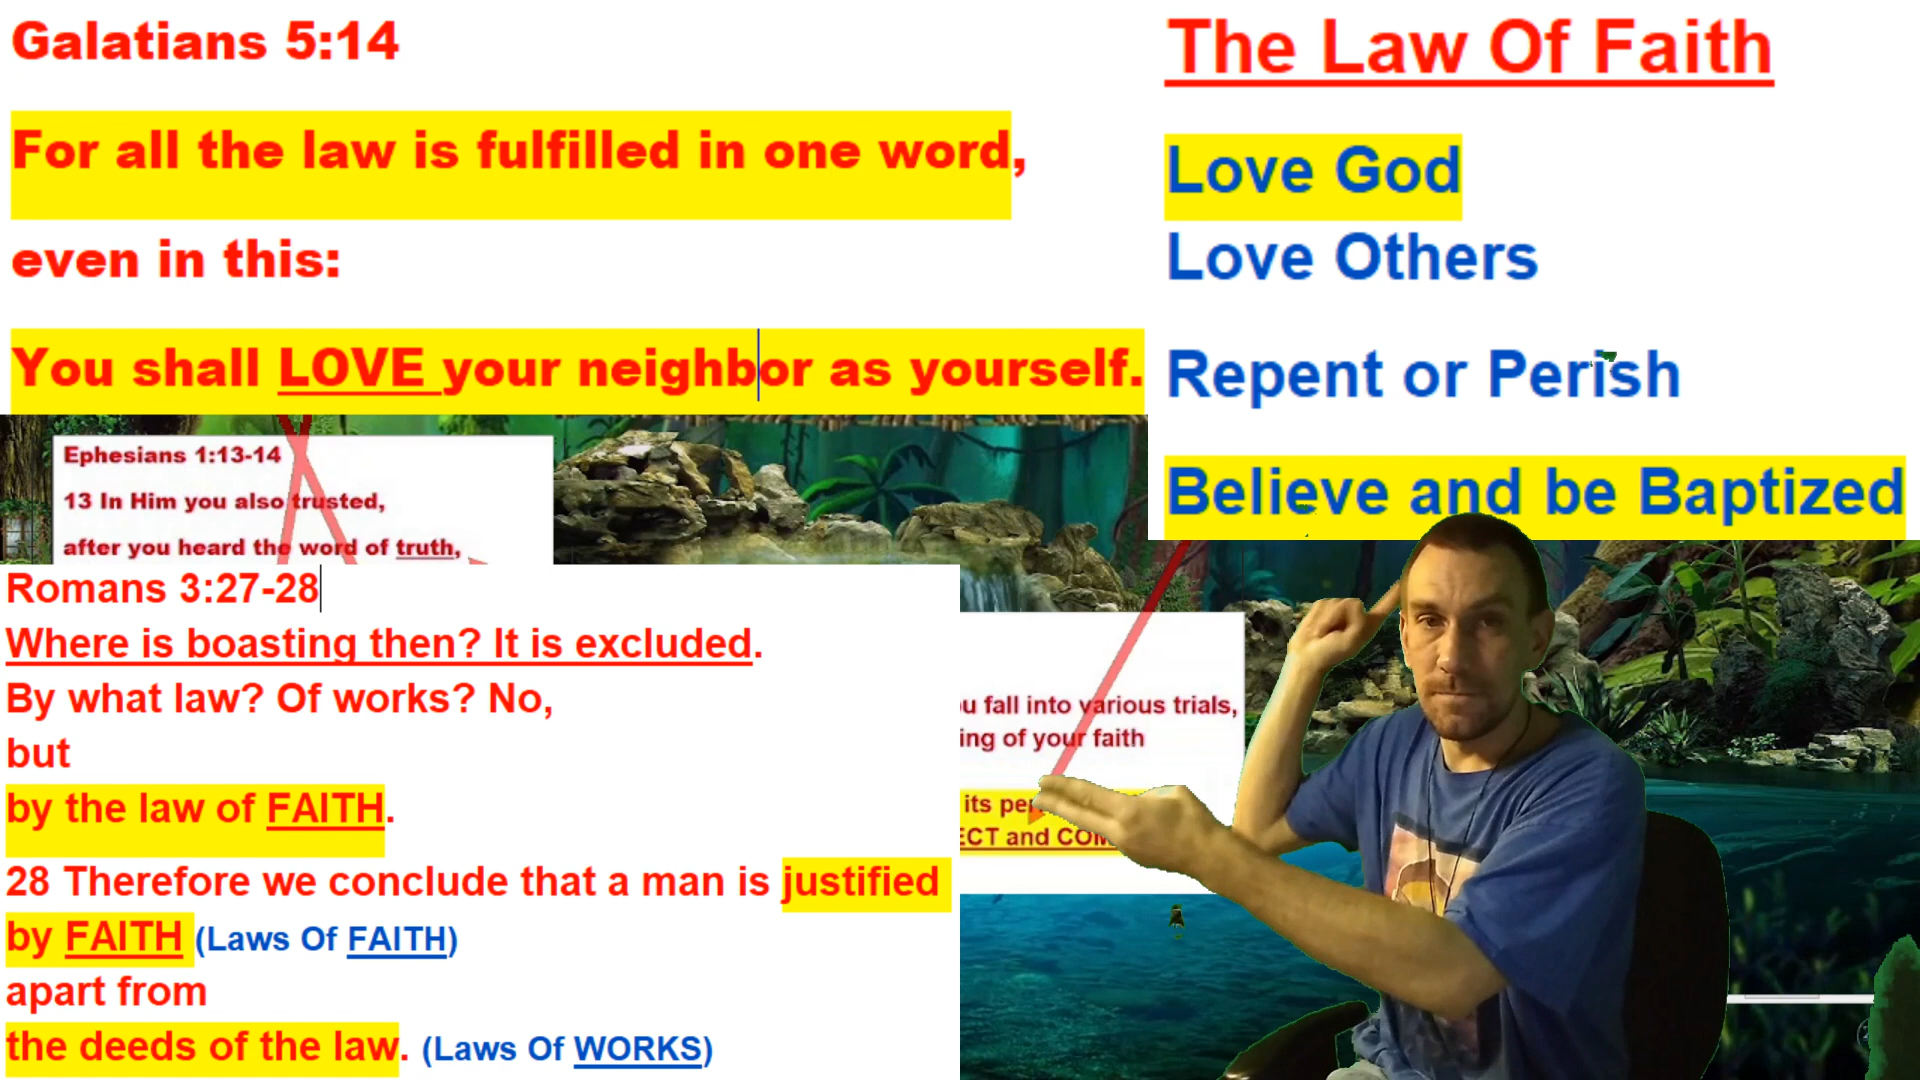 Galatians 5:14
For all the law is fulfilled in one word,
even in this:
You shall LOVE your neighbor as yourself.
The Law Of Faith
Love God
Love Others
Repent or Perish
Believe and be Baptized
Ephesians 1:13-14
13 In Him you also trusted,
after you heard the word of truth,
Romans 3:27-28
Where is boasting then? It is excluded.
By what law? Of works? No,
but
by the law of FAITH.
28 Therefore we conclude that a man is justified
by FAITH (Laws Of FAITH)
apart from
the deeds of the law. (Laws Of WORKS)
fall into various trials,
of your faith
its
and